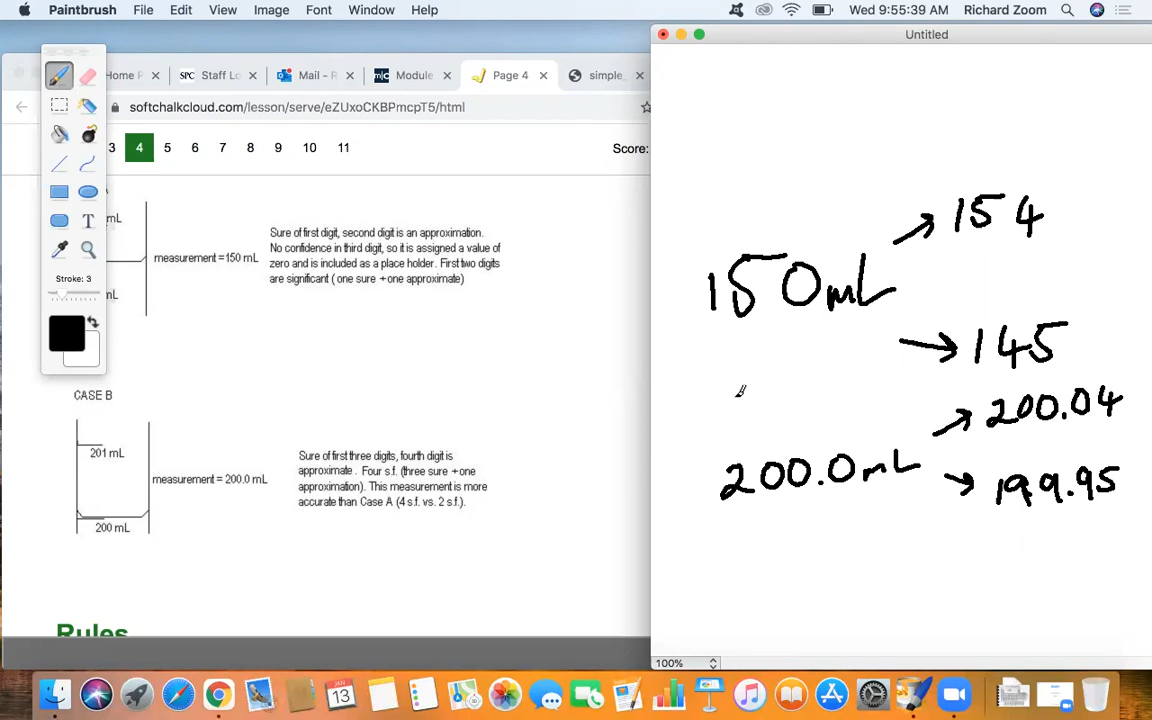 Paintbrush File Edit View Image Font Window Help Wed 9:55:39 AM Richard Zoom
Untitled
Home P Staff Lo Mail - R Module Page 4 simple_
softchalkcloud.com/lesson/serve/eZUxoCKBPmcpT5/html
3 4 5 6 7 8 9 10 11 Score:
mL
measurement =150 mL
mL
Sure of first digit, second digit is an approximation.
No confidence in third digit, so it is assigned a value of
zero and is included as a place holder. First two digits
are significant ( one sure +one approximate)
Stroke: 3
CASE B
201 mL
measurement = 200.0 mL
200 mL
Sure of first three digits, fourth digit is
approximate . Four s.f. (three sure +one
approximation). This measurement is more
accurate than Case A (4 s.f. vs. 2 s.f.).
Rules
154
150mL
145
200.04
200.0mL
199.95
100%
JAN
13